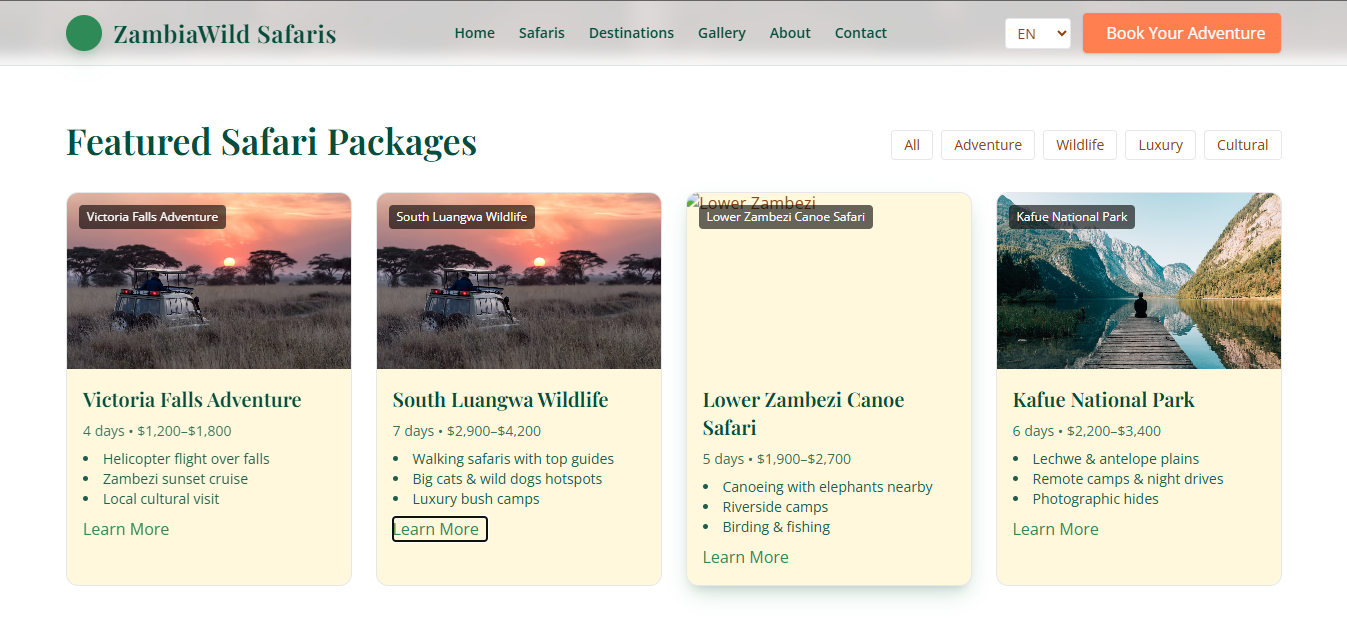 ZambiaWild Safaris
Home Safaris Destinations Gallery About Contact
EN
Book Your Adventure
Featured Safari Packages
All Adventure Wildlife Luxury Cultural
Victoria Falls Adventure
Victoria Falls Adventure
4 days • $1,200–$1,800
• Helicopter flight over falls
• Zambezi sunset cruise
• Local cultural visit
Learn More
South Luangwa Wildlife
South Luangwa Wildlife
7 days • $2,900–$4,200
• Walking safaris with top guides
• Big cats & wild dogs hotspots
• Luxury bush camps
Learn More
Lower Zambezi
Lower Zambezi Canoe Safari
Lower Zambezi Canoe
Safari
5 days • $1,900–$2,700
• Canoeing with elephants nearby
• Riverside camps
• Birding & fishing
Learn More
Kafue National Park
Kafue National Park
6 days • $2,200–$3,400
• Lechwe & antelope plains
• Remote camps & night drives
• Photographic hides
Learn More